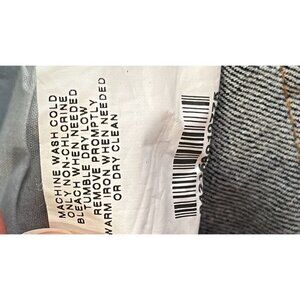 MACHINE WASH COLD
ONLY NON-CHLORINE
BLEACH WHEN NEEDED
TUMBLE DRY LOW
REMOVE PROMPTLY
WARM IRON WHEN NEEDED
OR DRY CLEAN